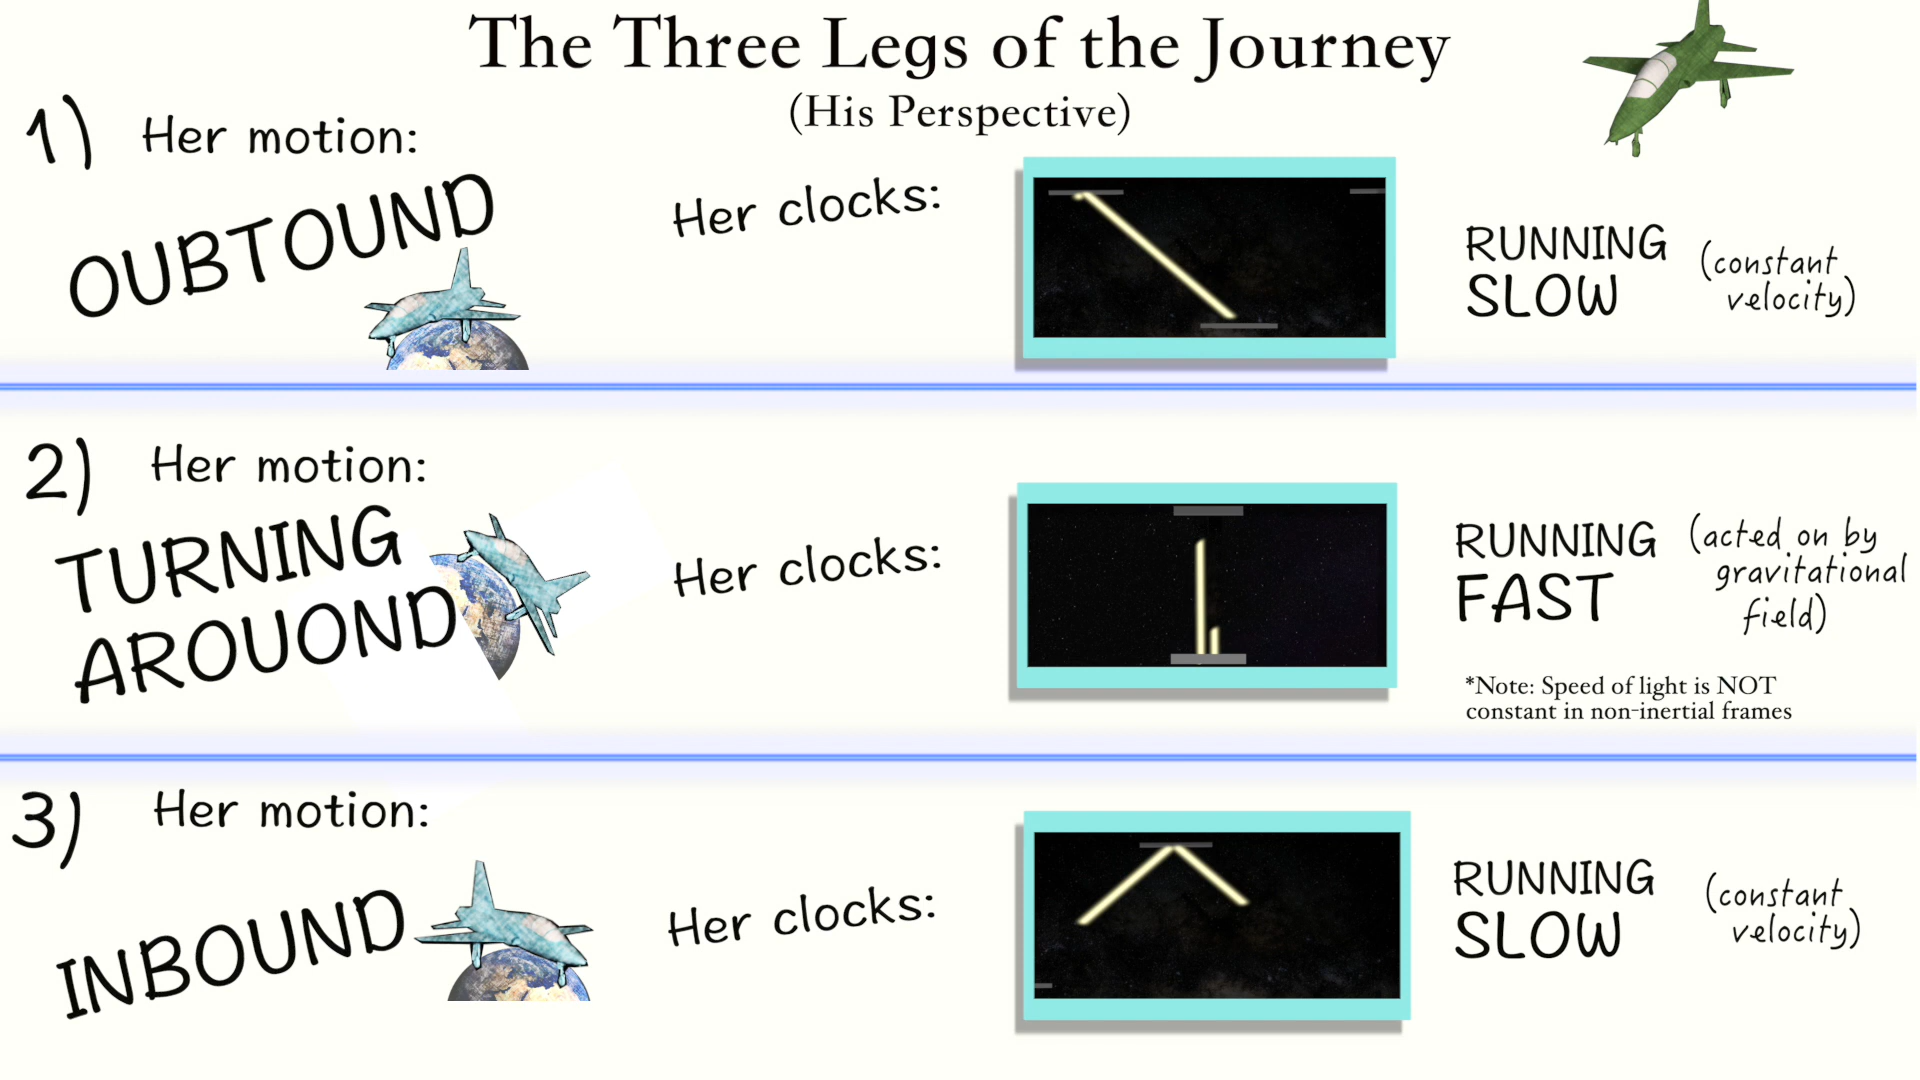 The Three Legs of the Journey
(His Perspective)
1) Her motion:
OUBTOUND
Her clocks:
RUNNING
SLOW
(constant
velocity)
2) Her motion:
TURNING
AROUOND
Her clocks:
RUNNING
FAST
(acted on by
gravitational
field)
*Note: Speed of light is NOT
constant in non-inertial frames
3) Her motion:
INBOUND
Her clocks:
RUNNING
SLOW
(constant
velocity)